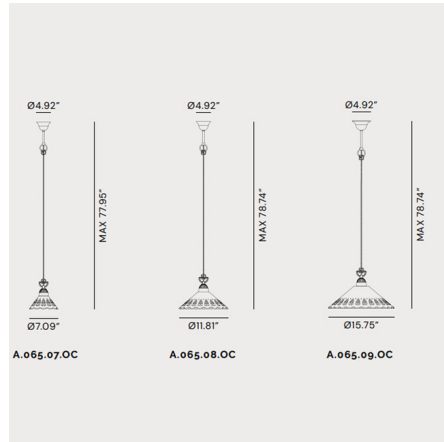 Ø4.92" Ø4.92" Ø4.92"
MAX 77.95" MAX 78.74" MAX 78.74"
Ø7.09" Ø11.81" Ø15.75"
A.065.07.OC A.065.08.OC A.065.09.OC